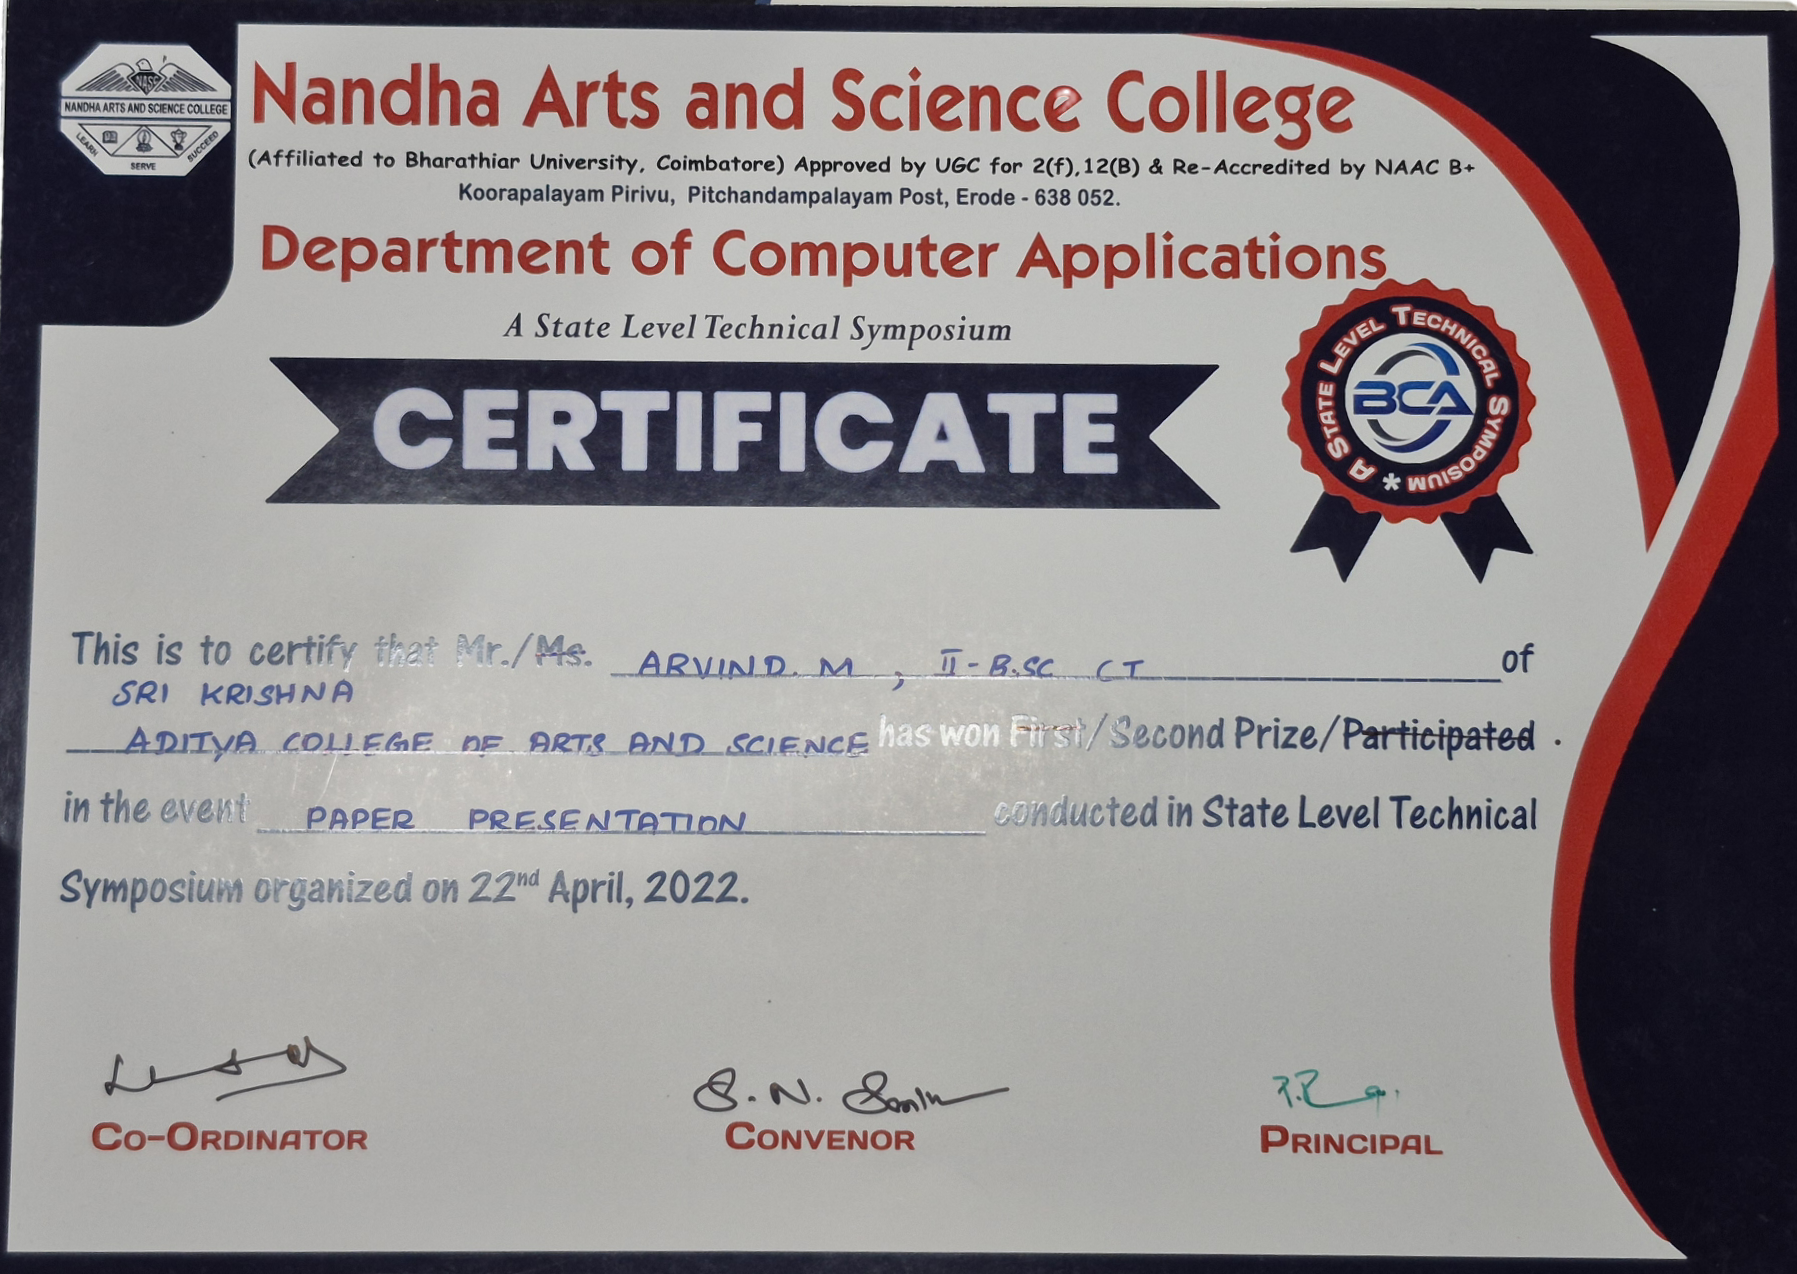 NASC
NANDHA ARTS AND SCIENCE COLLEGE
LEARN
SERVE
SUCCEED
Nandha Arts and Science College
(Affiliated to Bharathiar University, Coimbatore) Approved by UGC for 2(f),12(B) & Re-Accredited by NAAC B+
Koorapalayam Pirivu, Pitchandampalayam Post, Erode - 638 052.
Department of Computer Applications
A State Level Technical Symposium
CERTIFICATE
A STATE LEVEL TECHNICAL SYMPOSIUM *
BCA
This is to certify that Mr./Ms. ARVIND. M , II - B.SC CT of
SRI KRISHNA
ADITYA COLLEGE OF ARTS AND SCIENCE has won First/Second Prize/Participated .
in the event PAPER PRESENTATION conducted in State Level Technical
Symposium organized on 22nd April, 2022.
S. N.
CO-ORDINATOR
CONVENOR
PRINCIPAL